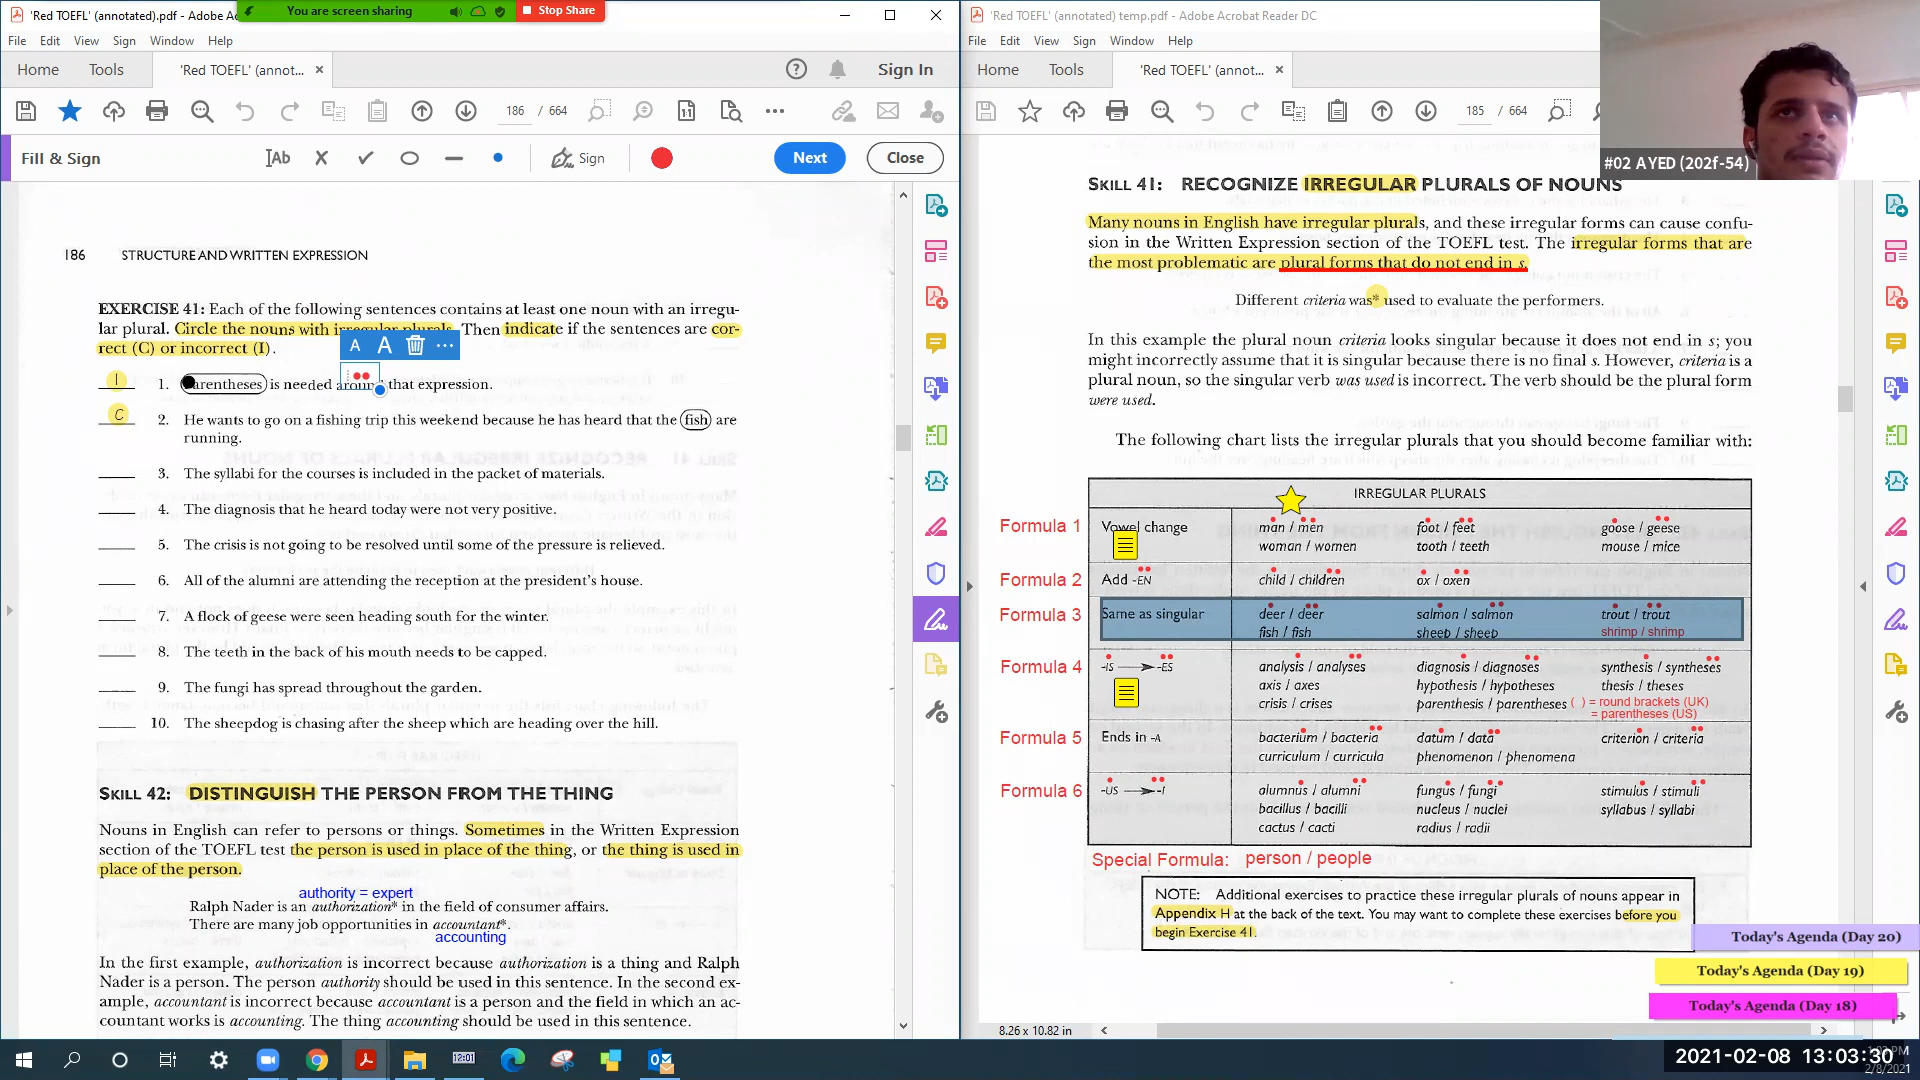 'Red TOEFL' (annotated).pdf - Adobe Ac
You are screen sharing
Stop Share
File Edit View Sign Window Help
Home Tools 'Red TOEFL' (annot... × Sign In
186 / 664
Fill & Sign
Ab Sign Next Close
186 STRUCTURE AND WRITTEN EXPRESSION
EXERCISE 41: Each of the following sentences contains at least one noun with an irregu-
lar plural. Circle the nouns with irregular plurals. Then indicate if the sentences are cor-
rect (C) or incorrect (I).
A A
I 1. Parentheses is needed around that expression.
C 2. He wants to go on a fishing trip this weekend because he has heard that the fish are
running.
3. The syllabi for the courses is included in the packet of materials.
4. The diagnosis that he heard today were not very positive.
5. The crisis is not going to be resolved until some of the pressure is relieved.
6. All of the alumni are attending the reception at the president's house.
7. A flock of geese were seen heading south for the winter.
8. The teeth in the back of his mouth needs to be capped.
9. The fungi has spread throughout the garden.
10. The sheepdog is chasing after the sheep which are heading over the hill.
SKILL 42: DISTINGUISH THE PERSON FROM THE THING
Nouns in English can refer to persons or things. Sometimes in the Written Expression
section of the TOEFL test the person is used in place of the thing, or the thing is used in
place of the person.
authority = expert
Ralph Nader is an authorization* in the field of consumer affairs.
There are many job opportunities in accountant*.
accounting
In the first example, authorization is incorrect because authorization is a thing and Ralph
Nader is a person. The person authority should be used in this sentence. In the second ex-
ample, accountant is incorrect because accountant is a person and the field in which an ac-
countant works is accounting. The thing accounting should be used in this sentence.
'Red TOEFL' (annotated) temp.pdf - Adobe Acrobat Reader DC
File Edit View Sign Window Help
Home Tools 'Red TOEFL' (annot... ×
185 / 664
#02 AYED (202f-54)
SKILL 41: RECOGNIZE IRREGULAR PLURALS OF NOUNS
Many nouns in English have irregular plurals, and these irregular forms can cause confu-
sion in the Written Expression section of the TOEFL test. The irregular forms that are
the most problematic are plural forms that do not end in s.
Different criteria was* used to evaluate the performers.
In this example the plural noun criteria looks singular because it does not end in s; you
might incorrectly assume that it is singular because there is no final s. However, criteria is a
plural noun, so the singular verb was used is incorrect. The verb should be the plural form
were used.
The following chart lists the irregular plurals that you should become familiar with:
IRREGULAR PLURALS
Formula 1 Vowel change man / men foot / feet goose / geese
woman / women tooth / teeth mouse / mice
Formula 2 Add -EN child / children ox / oxen
Formula 3 Same as singular deer / deer salmon / salmon trout / trout
fish / fish sheep / sheep shrimp / shrimp
Formula 4 -IS → -ES analysis / analyses diagnosis / diagnoses synthesis / syntheses
axis / axes hypothesis / hypotheses thesis / theses
crisis / crises parenthesis / parentheses ( ) = round brackets (UK)
= parentheses (US)
Formula 5 Ends in -A bacterium / bacteria datum / data criterion / criteria
curriculum / curricula phenomenon / phenomena
Formula 6 -US → -I alumnus / alumni fungus / fungi stimulus / stimuli
bacillus / bacilli nucleus / nuclei syllabus / syllabi
cactus / cacti radius / radii
Special Formula: person / people
NOTE: Additional exercises to practice these irregular plurals of nouns appear in
Appendix H at the back of the text. You may want to complete these exercises before you
begin Exercise 41.
Today's Agenda (Day 20)
Today's Agenda (Day 19)
Today's Agenda (Day 18)
8.26 x 10.82 in
12:01
2021-02-08 13:03:30
2/8/2021